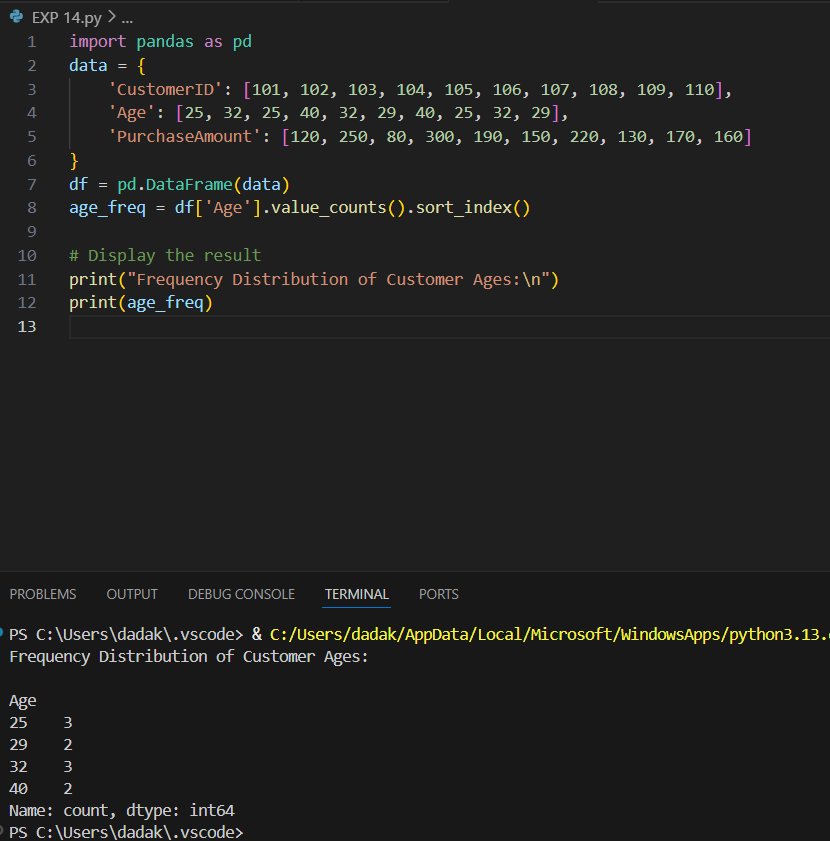 EXP 14.py > ...
1 import pandas as pd
2 data = {
3     'CustomerID': [101, 102, 103, 104, 105, 106, 107, 108, 109, 110],
4     'Age': [25, 32, 25, 40, 32, 29, 40, 25, 32, 29],
5     'PurchaseAmount': [120, 250, 80, 300, 190, 150, 220, 130, 170, 160]
6 }
7 df = pd.DataFrame(data)
8 age_freq = df['Age'].value_counts().sort_index()
9
10 # Display the result
11 print("Frequency Distribution of Customer Ages:\n")
12 print(age_freq)
13
PROBLEMS OUTPUT DEBUG CONSOLE TERMINAL PORTS
PS C:\Users\dadak\.vscode> & C:/Users/dadak/AppData/Local/Microsoft/WindowsApps/python3.13.
Frequency Distribution of Customer Ages:
Age
25    3
29    2
32    3
40    2
Name: count, dtype: int64
PS C:\Users\dadak\.vscode>